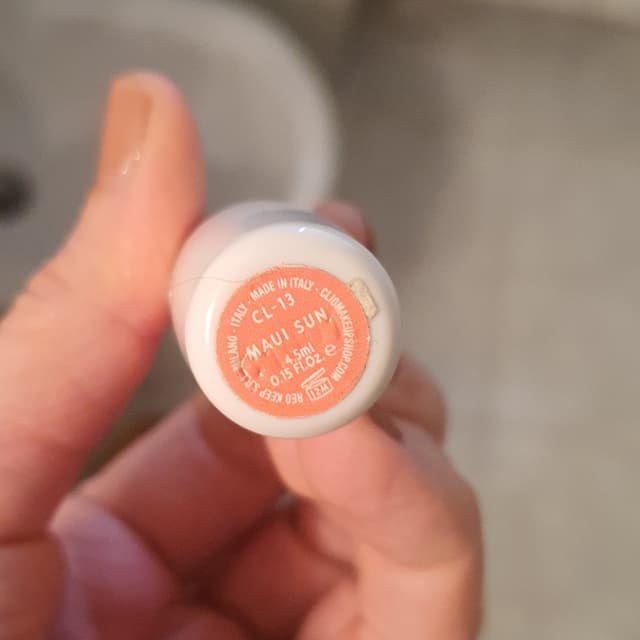 MILANO - ITALY - MADE IN ITALY - CLIOMAKEUPSHOP.COM
CL-13
MAUI SUN
4.5ml
0.15 Fl.Oz. e
12M
RED KEEP S.R.L.